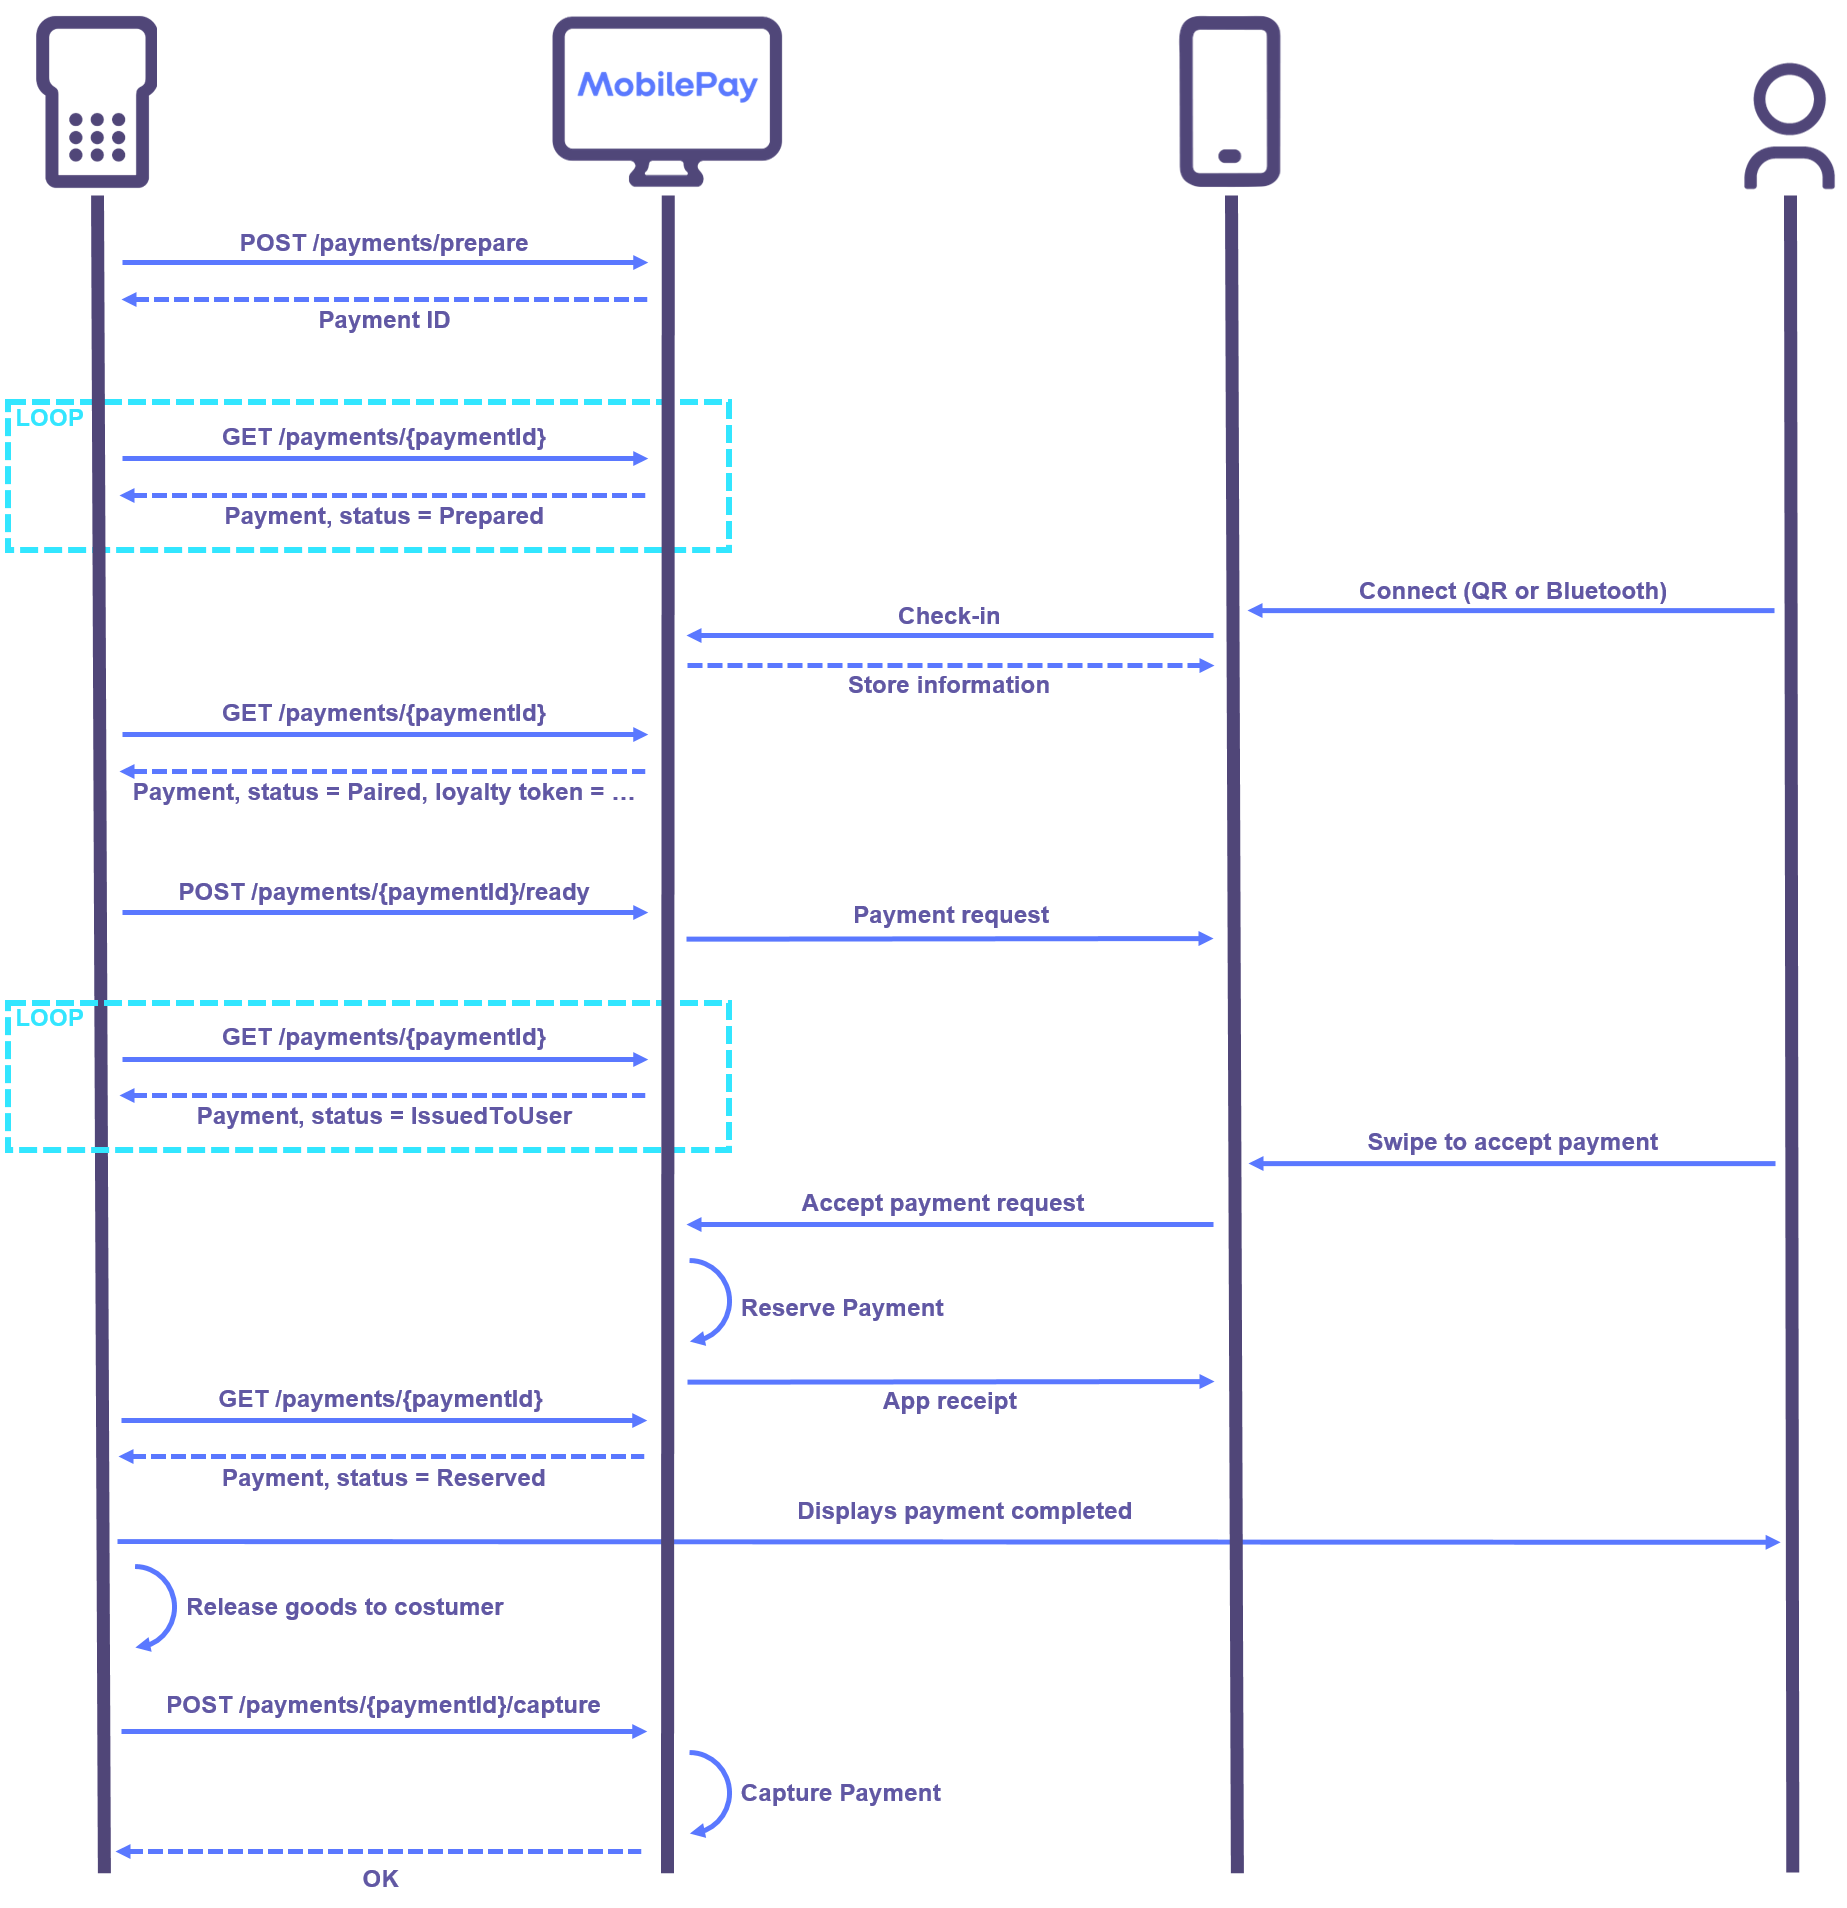 MobilePay
POST /payments/prepare
Payment ID
LOOP
GET /payments/{paymentId}
Payment, status = Prepared
Connect (QR or Bluetooth)
Check-in
Store information
GET /payments/{paymentId}
Payment, status = Paired, loyalty token = …
POST /payments/{paymentId}/ready
Payment request
LOOP
GET /payments/{paymentId}
Payment, status = IssuedToUser
Swipe to accept payment
Accept payment request
Reserve Payment
GET /payments/{paymentId}
App receipt
Payment, status = Reserved
Displays payment completed
Release goods to costumer
POST /payments/{paymentId}/capture
Capture Payment
OK